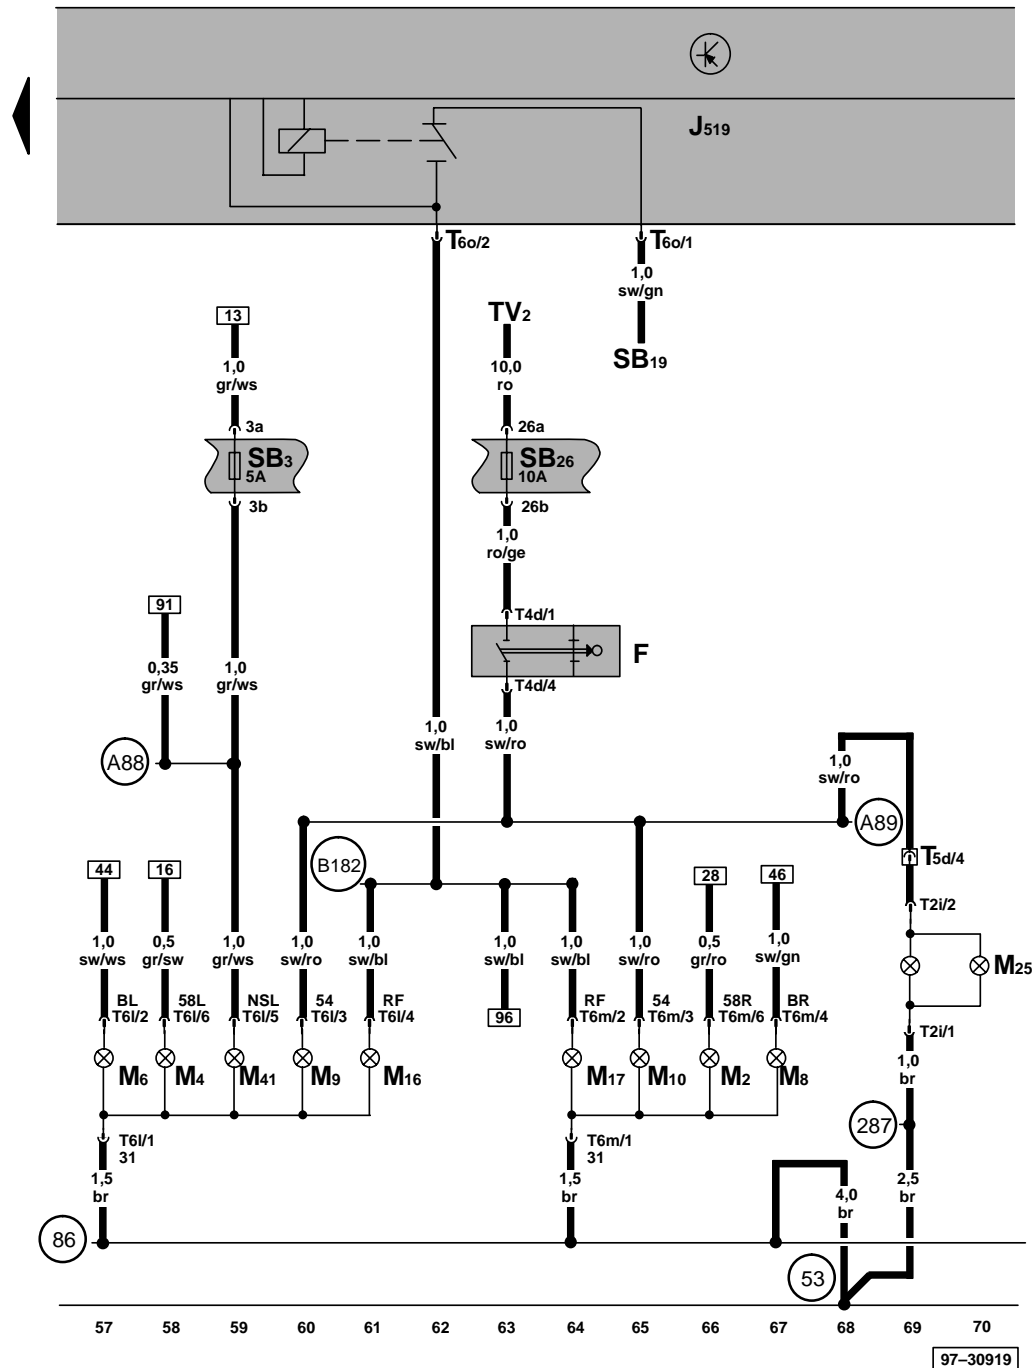 J519
T6o/2
T6o/1
1,0
sw/gn
SB19
13
TV2
1,0
gr/ws
10,0
ro
3a
26a
SB3
5A
SB26
10A
3b
26b
1,0
ro/ge
91
T4d/1
F
0,35
gr/ws
1,0
gr/ws
T4d/4
1,0
sw/bl
1,0
sw/ro
A88
1,0
sw/ro
A89
B182
T5d/4
44
16
28
46
T2i/2
1,0
sw/ws
0,5
gr/sw
1,0
gr/ws
1,0
sw/ro
1,0
sw/bl
1,0
sw/bl
1,0
sw/bl
1,0
sw/ro
0,5
gr/ro
1,0
sw/gn
M25
BL
T6l/2
58L
T6l/6
NSL
T6l/5
54
T6l/3
RF
T6l/4
96
RF
T6m/2
54
T6m/3
58R
T6m/6
BR
T6m/4
T2i/1
M6
M4
M41
M9
M16
M17
M10
M2
M8
1,0
br
287
T6l/1
31
T6m/1
31
1,5
br
1,5
br
4,0
br
2,5
br
86
53
57 58 59 60 61 62 63 64 65 66 67 68 69 70
97–30919